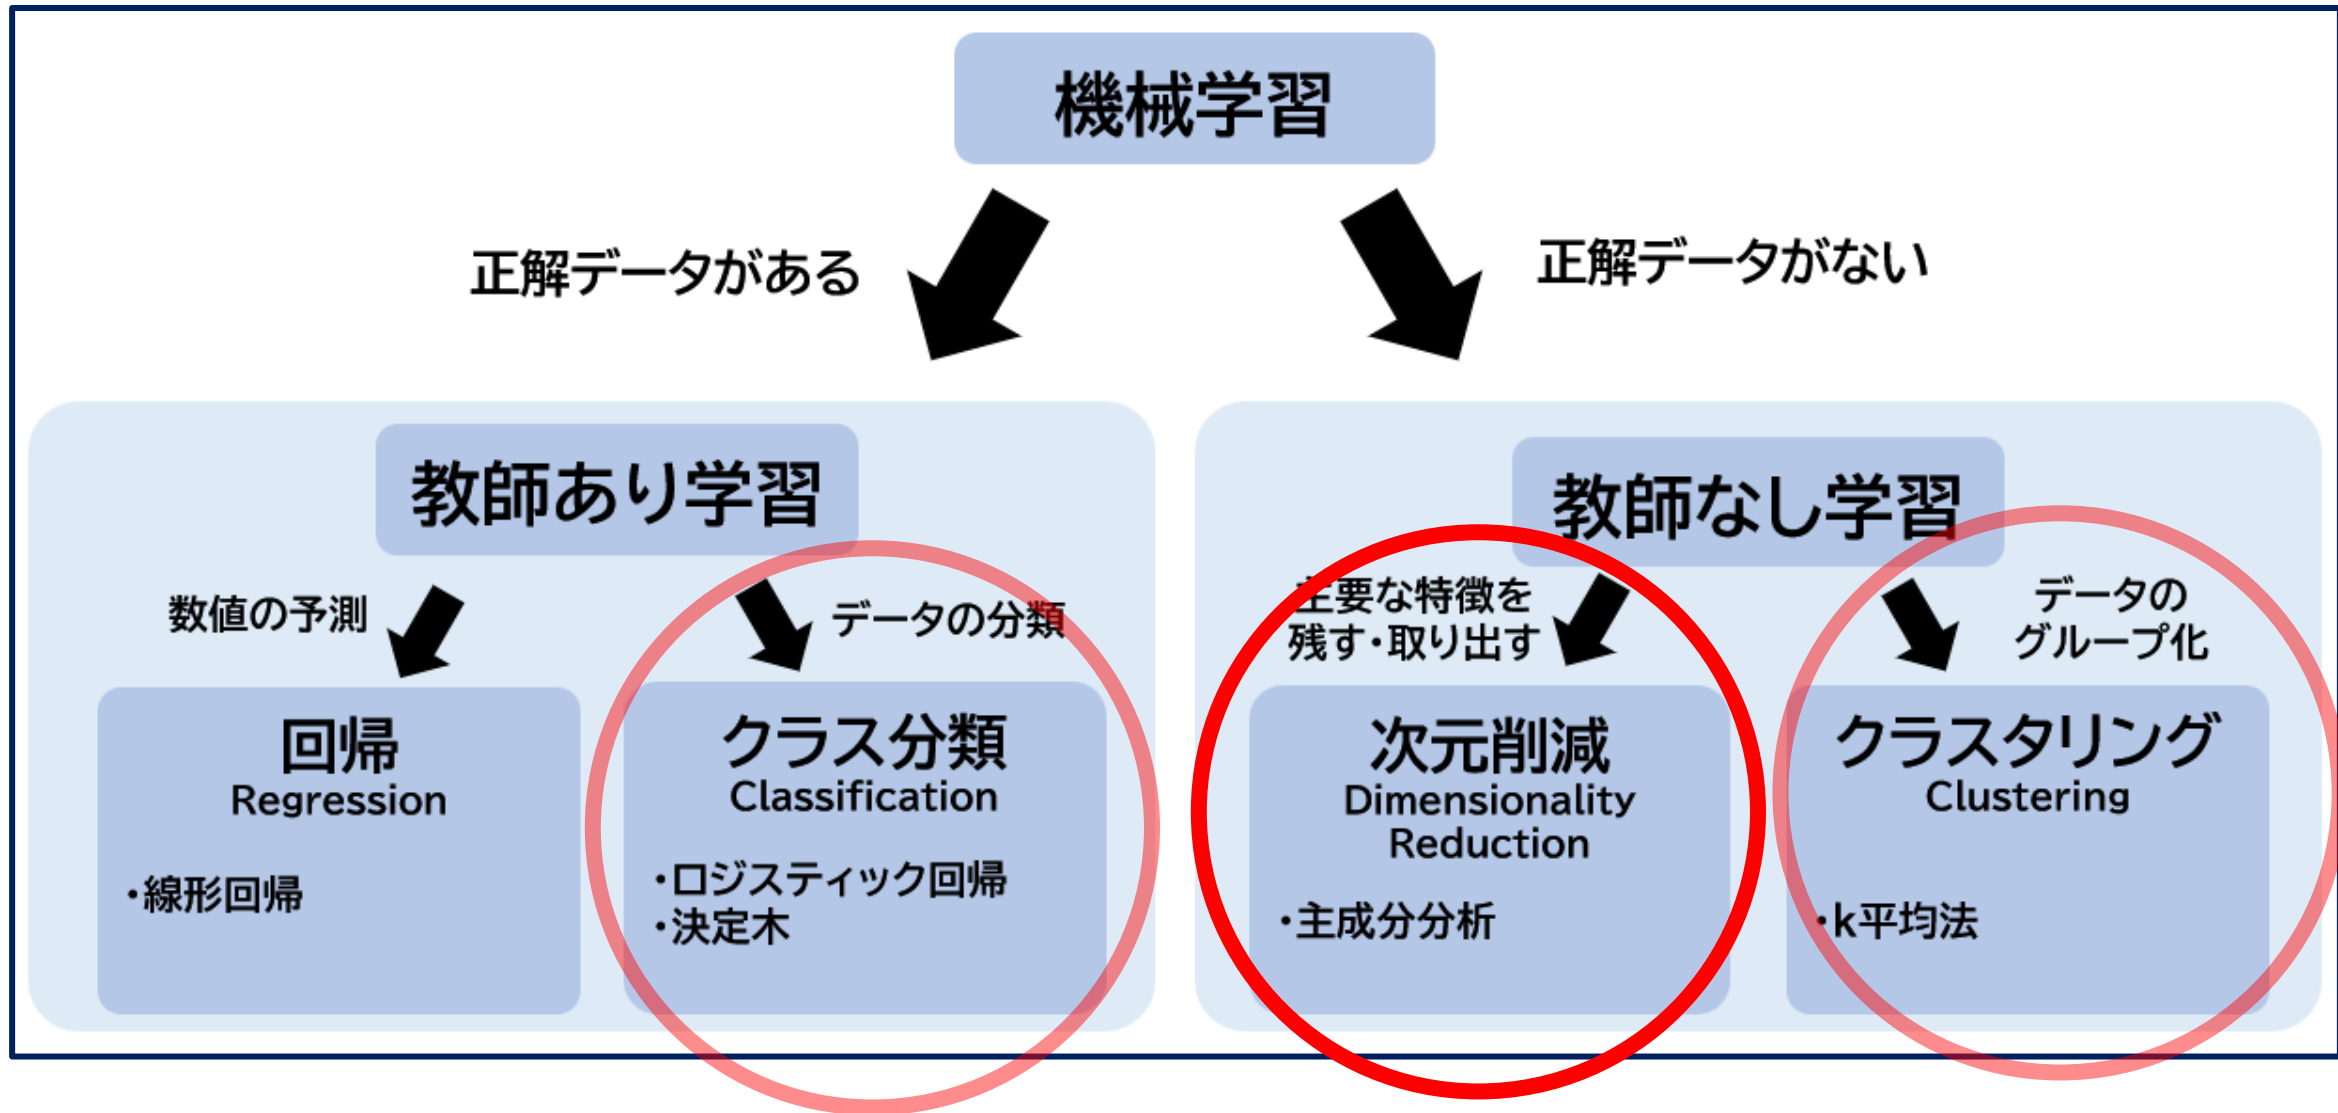 機械学習
正解データがある
正解データがない
教師あり学習
数値の予測
データの分類
回帰
Regression
・線形回帰
クラス分類
Classification
・ロジスティック回帰
・決定木
教師なし学習
主要な特徴を
残す・取り出す
データの
グループ化
次元削減
Dimensionality
Reduction
・主成分分析
クラスタリング
Clustering
・k平均法